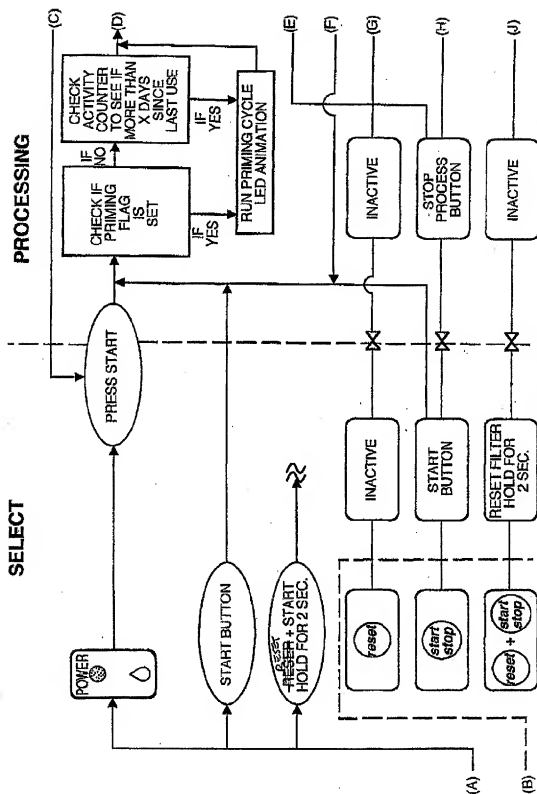 SELECT
PROCESSING
(C)
POWER
PRESS START
CHECK IF
PRIMING
FLAG
IS
SET
IF
NO
CHECK
ACTIVITY
COUNTER
TO SEE IF
MORE THAN
X DAYS
SINCE
LAST USE
(D)
IF
YES
IF
YES
RUN PRIMING CYCLE
LED ANIMATION
START BUTTON
Reset
RESER + START
HOLD FOR 2 SEC.
(E)
(F)
reset
INACTIVE
INACTIVE
(G)
start
stop
START
BUTTON
STOP
PROCESS
BUTTON
(H)
reset + start
stop
RESET FILTER
HOLD FOR
2 SEC.
INACTIVE
(J)
(A)
(B)